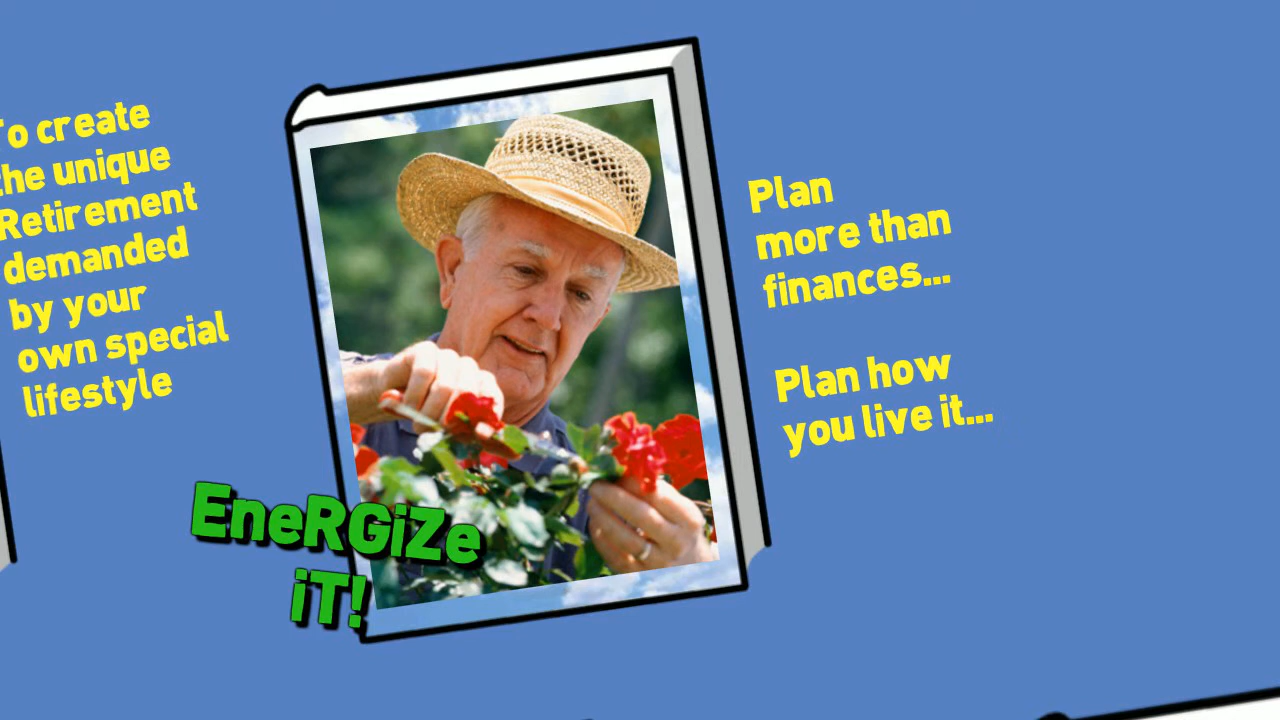 To create
the unique
Retirement
demanded
by your
own special
lifestyle
EneRGiZe
iT!
Plan
more than
finances...
Plan how
you live it...